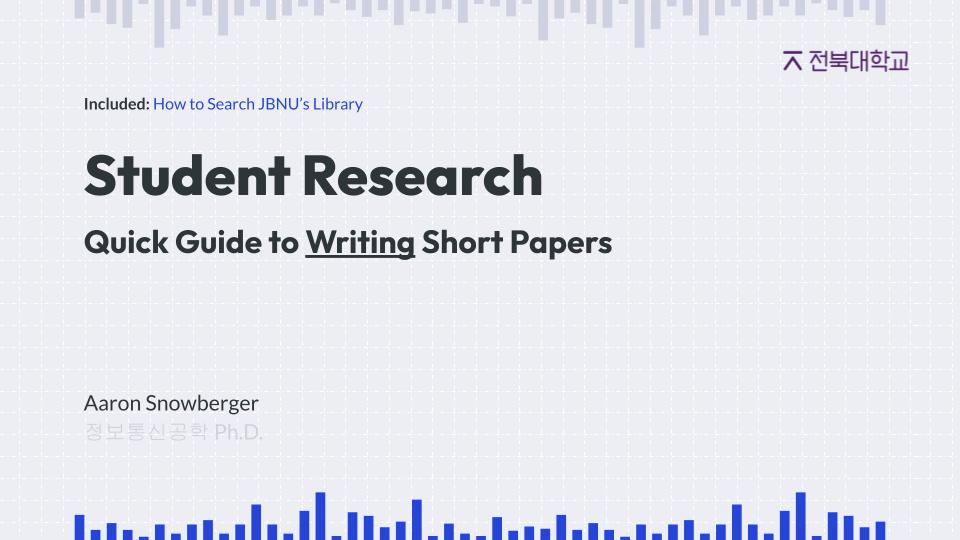 전북대학교
Included: How to Search JBNU’s Library
Student Research
Quick Guide to Writing Short Papers
Aaron Snowberger
정보통신공학 Ph.D.